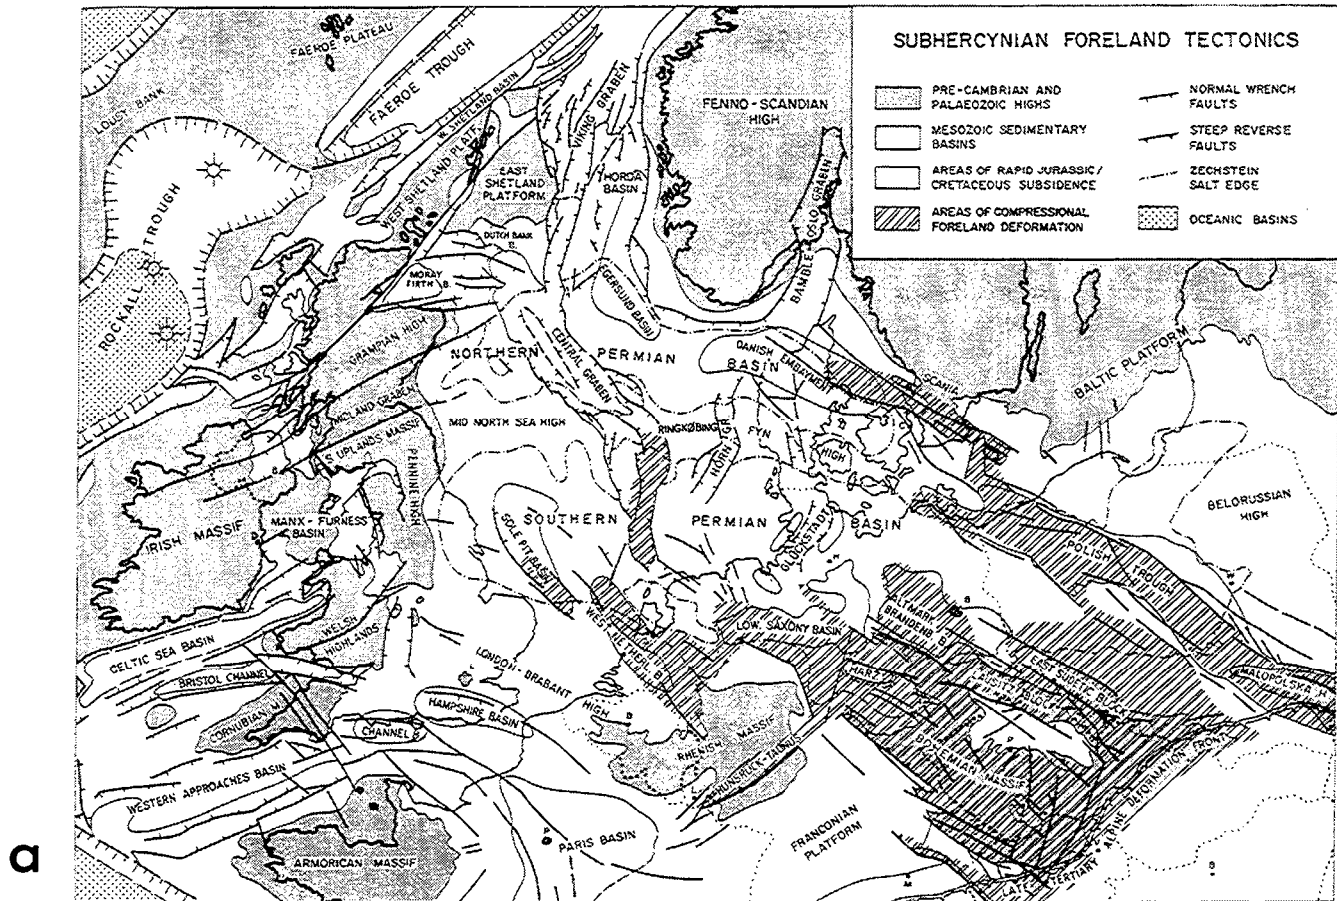 SUBHERCYNIAN FORELAND TECTONICS
PRE-CAMBRIAN AND
PALAEOZOIC HIGHS
MESOZOIC SEDIMENTARY
BASINS
AREAS OF RAPID JURASSIC/
CRETACEOUS SUBSIDENCE
AREAS OF COMPRESSIONAL
FORELAND DEFORMATION
NORMAL WRENCH
FAULTS
STEEP REVERSE
FAULTS
ZECHSTEIN
SALT EDGE
OCEANIC BASINS
FAEROE PLATEAU
FAEROE TROUGH
LOUSY BANK
W. SHETLAND BASIN
WEST SHETLAND PLATF.
VIKING GRABEN
FENNO-SCANDIAN
HIGH
EAST
SHETLAND
PLATFORM
HORDA
BASIN
ROCKALL TROUGH
DUTCH BANK
B.
MORAY
FIRTH B.
EGERSUND BASIN
BAMBLE OSLO GRABEN
GRAMPIAN HIGH
NORTHERN PERMIAN BASIN
CENTRAL GRABEN
DANISH EMBAYMENT
SCANIA
BALTIC PLATFORM
MIDLAND GRABEN
S. UPLANDS MASSIF
MID NORTH SEA HIGH
RINGKØBING
FYN
HIGH
HORN GR.
PENNINE HIGH
IRISH MASSIF
MANX-FURNESS
BASIN
SOLE PIT BASIN
SOUTHERN PERMIAN BASIN
GLÜCKSTADT
BELORUSSIAN
HIGH
POLISH TROUGH
CELTIC SEA BASIN
WELSH
HIGHLANDS
LOW. SAXONY BASIN
ALTMARK
BRANDENB. B.
BRISTOL CHANNEL
LONDON-BRABANT
HIGH
HARZ
MALOPOLSKA H.
CORNUBIAN M.
CHANNEL
HAMPSHIRE BASIN
RHENISH MASSIF
HUNSRÜCK-TAUNUS
BOHEMIAN MASSIF
WESTERN APPROACHES BASIN
PARIS BASIN
FRANCONIAN
PLATFORM
LATE TERTIARY ALPINE DEFORMATION FRONT
ARMORICAN MASSIF
a